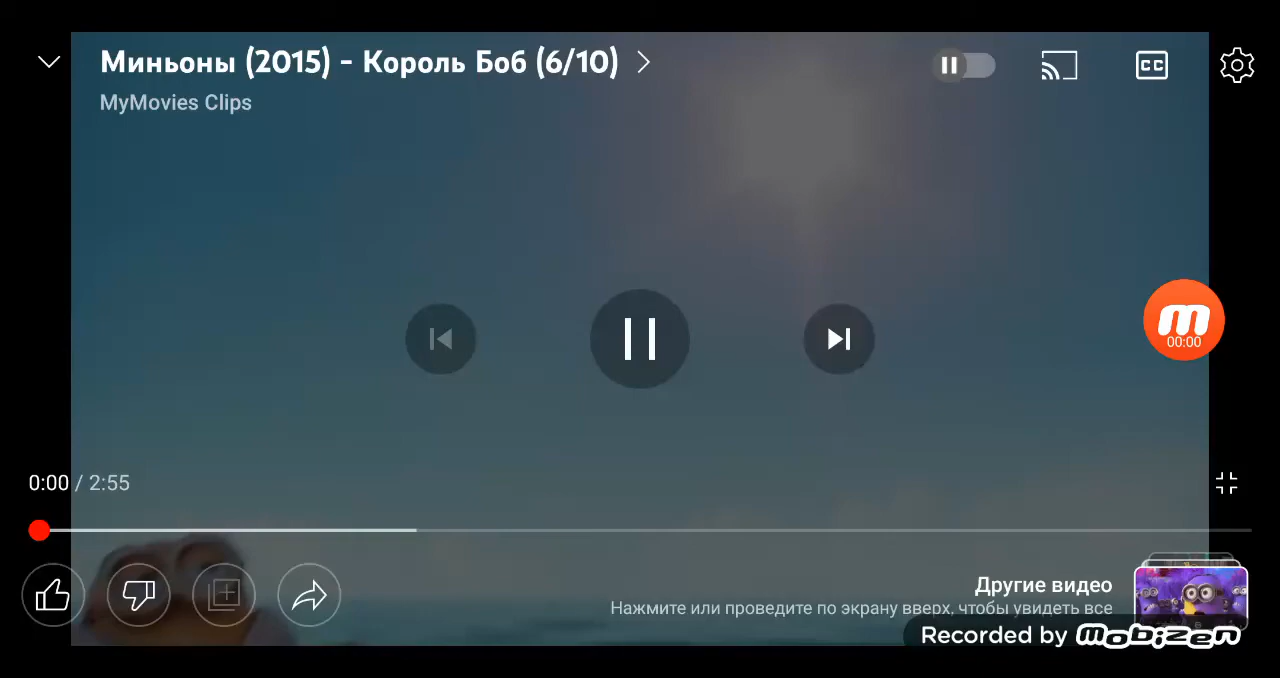 Миньоны (2015) - Король Боб (6/10)
MyMovies Clips
CC
m
00:00
0:00 / 2:55
Другие видео
Нажмите или проведите по экрану вверх, чтобы увидеть все
Recorded by mobizen